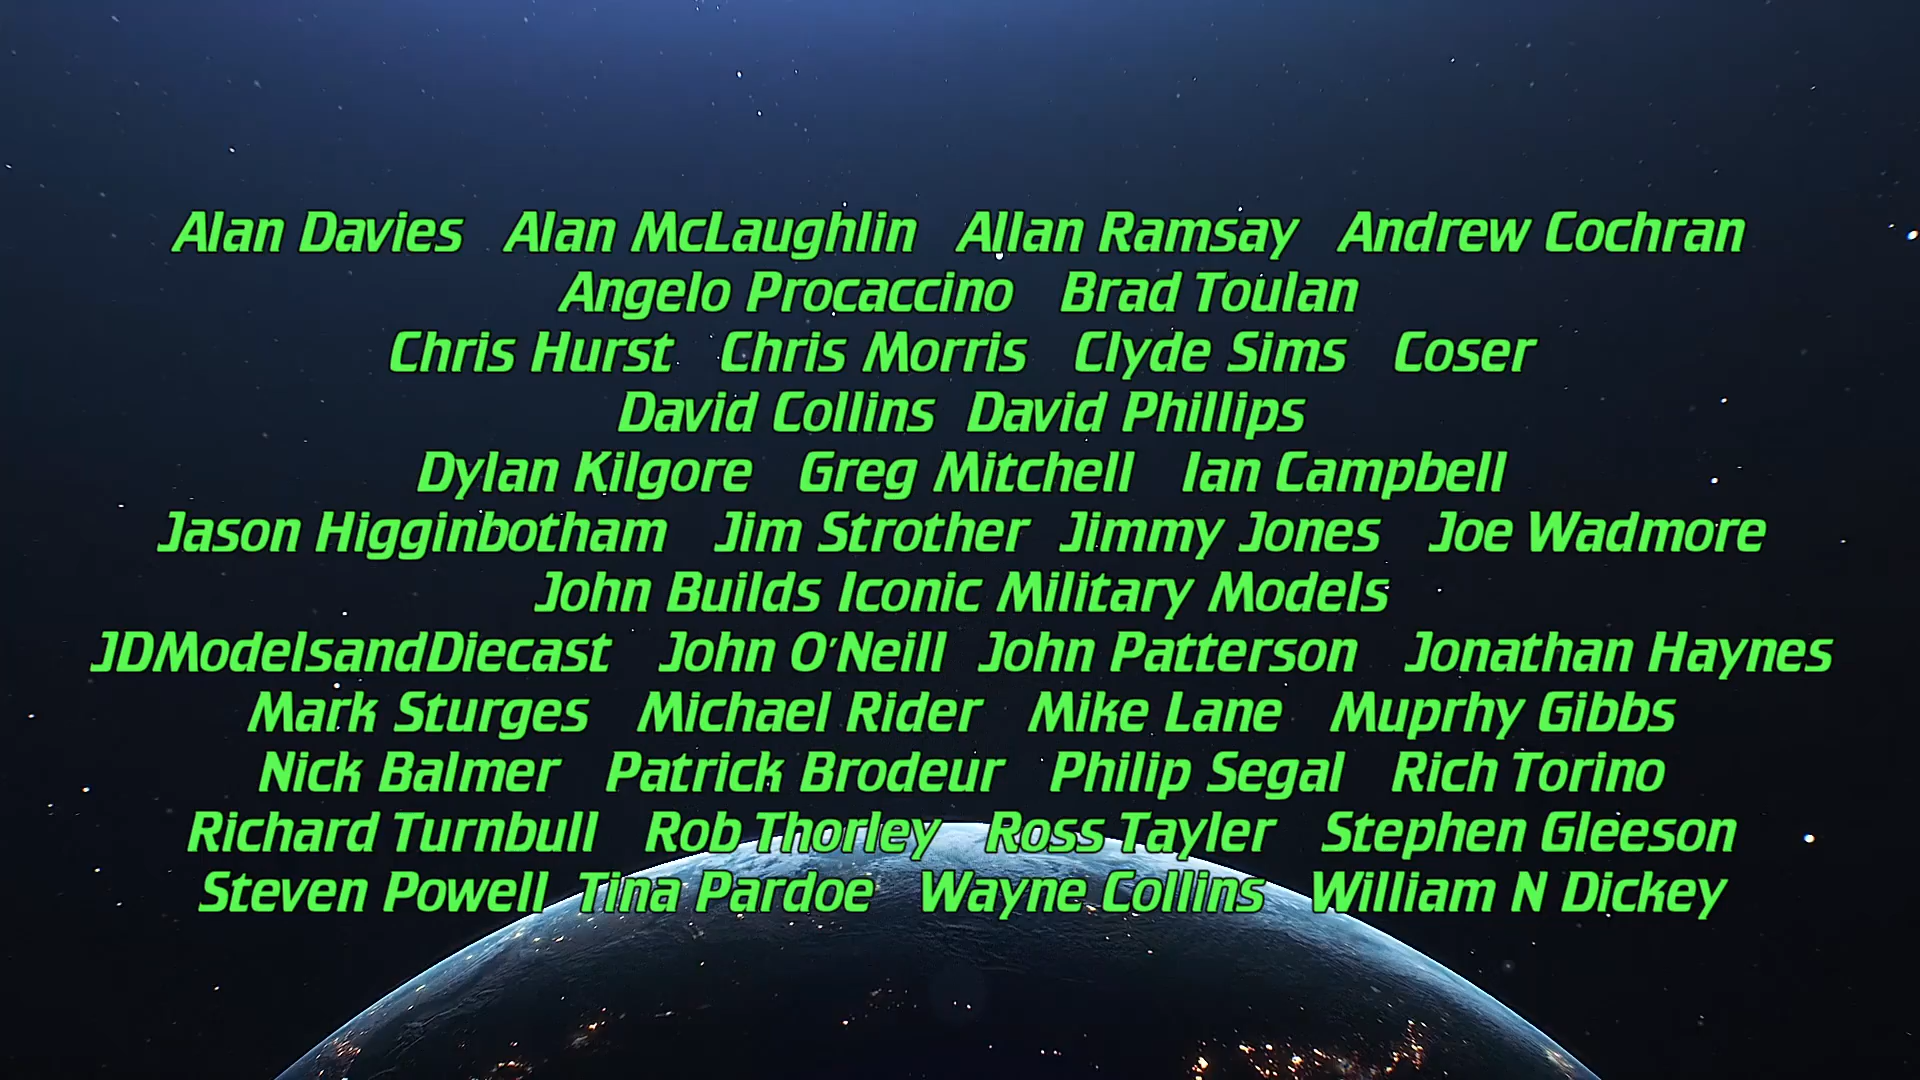 Alan Davies Alan McLaughlin Allan Ramsay Andrew Cochran
Angelo Procaccino Brad Toulan
Chris Hurst Chris Morris Clyde Sims Coser
David Collins David Phillips
Dylan Kilgore Greg Mitchell Ian Campbell
Jason Higginbotham Jim Strother Jimmy Jones Joe Wadmore
John Builds Iconic Military Models
JDModelsandDiecast John O'Neill John Patterson Jonathan Haynes
Mark Sturges Michael Rider Mike Lane Muprhy Gibbs
Nick Balmer Patrick Brodeur Philip Segal Rich Torino
Richard Turnbull Rob Thorley Ross Tayler Stephen Gleeson
Steven Powell Tina Pardoe Wayne Collins William N Dickey